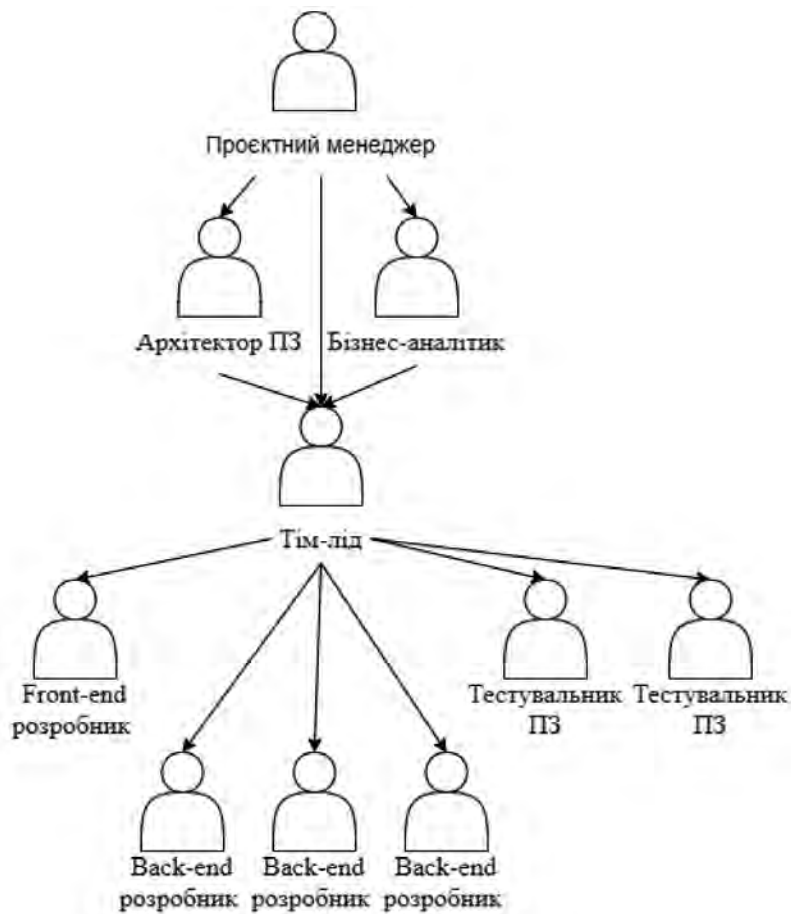 Проєктний менеджер
Архітектор ПЗ
Бізнес-аналітик
Тім-лід
Front-end
розробник
Тестувальник
ПЗ
Тестувальник
ПЗ
Back-end
розробник
Back-end
розробник
Back-end
розробник